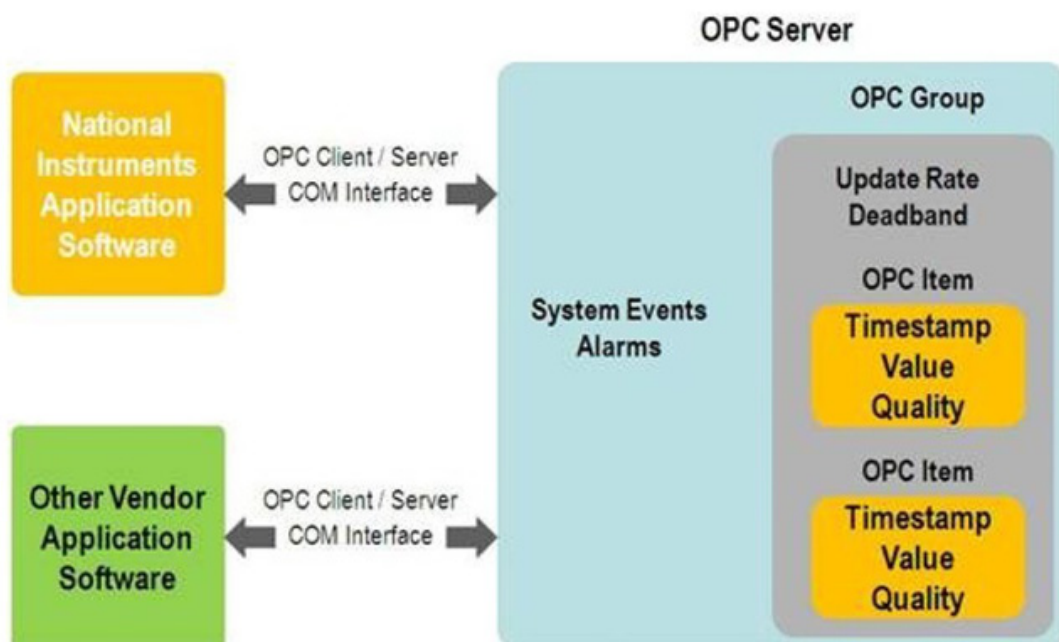 OPC Server
National
Instruments
Application
Software
OPC Client / Server
COM Interface
OPC Group
Update Rate
Deadband
System Events
Alarms
OPC Item
Timestamp
Value
Quality
Other Vendor
Application
Software
OPC Client / Server
COM Interface
OPC Item
Timestamp
Value
Quality